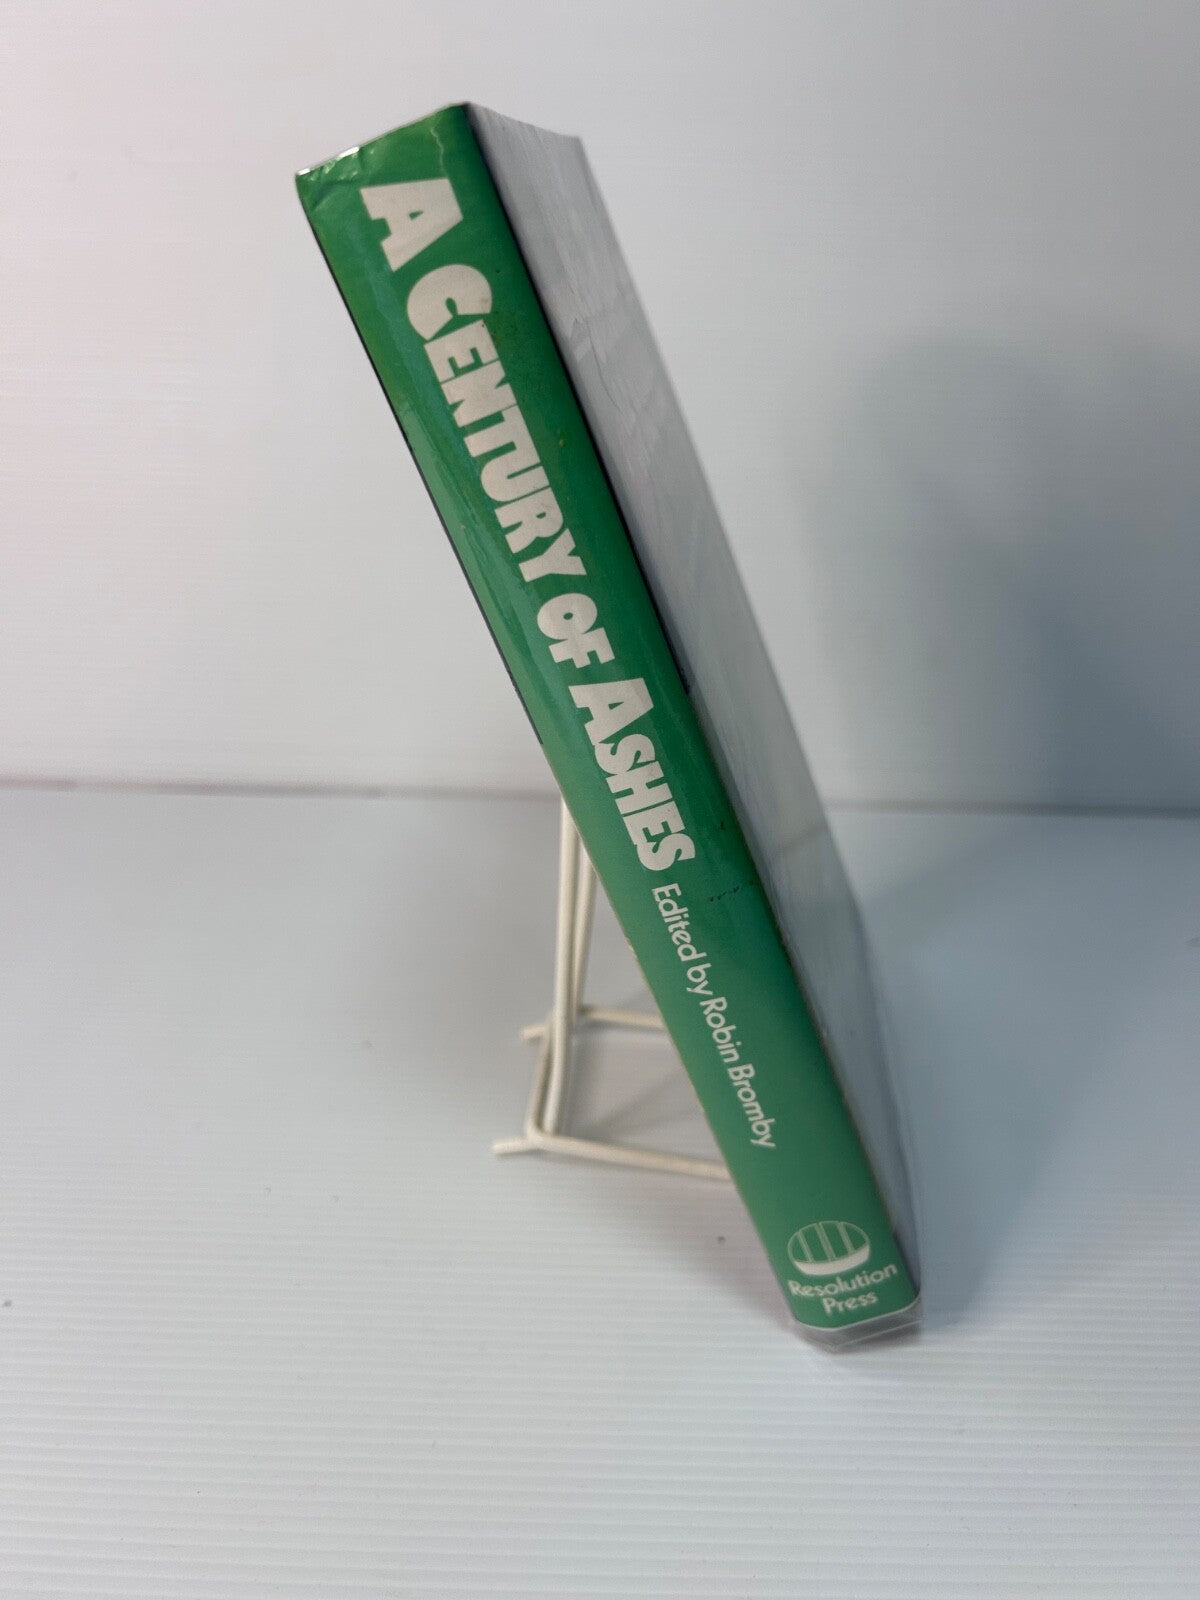 A CENTURY OF ASHES
Edited by Robin Bromby
Resolution
Press